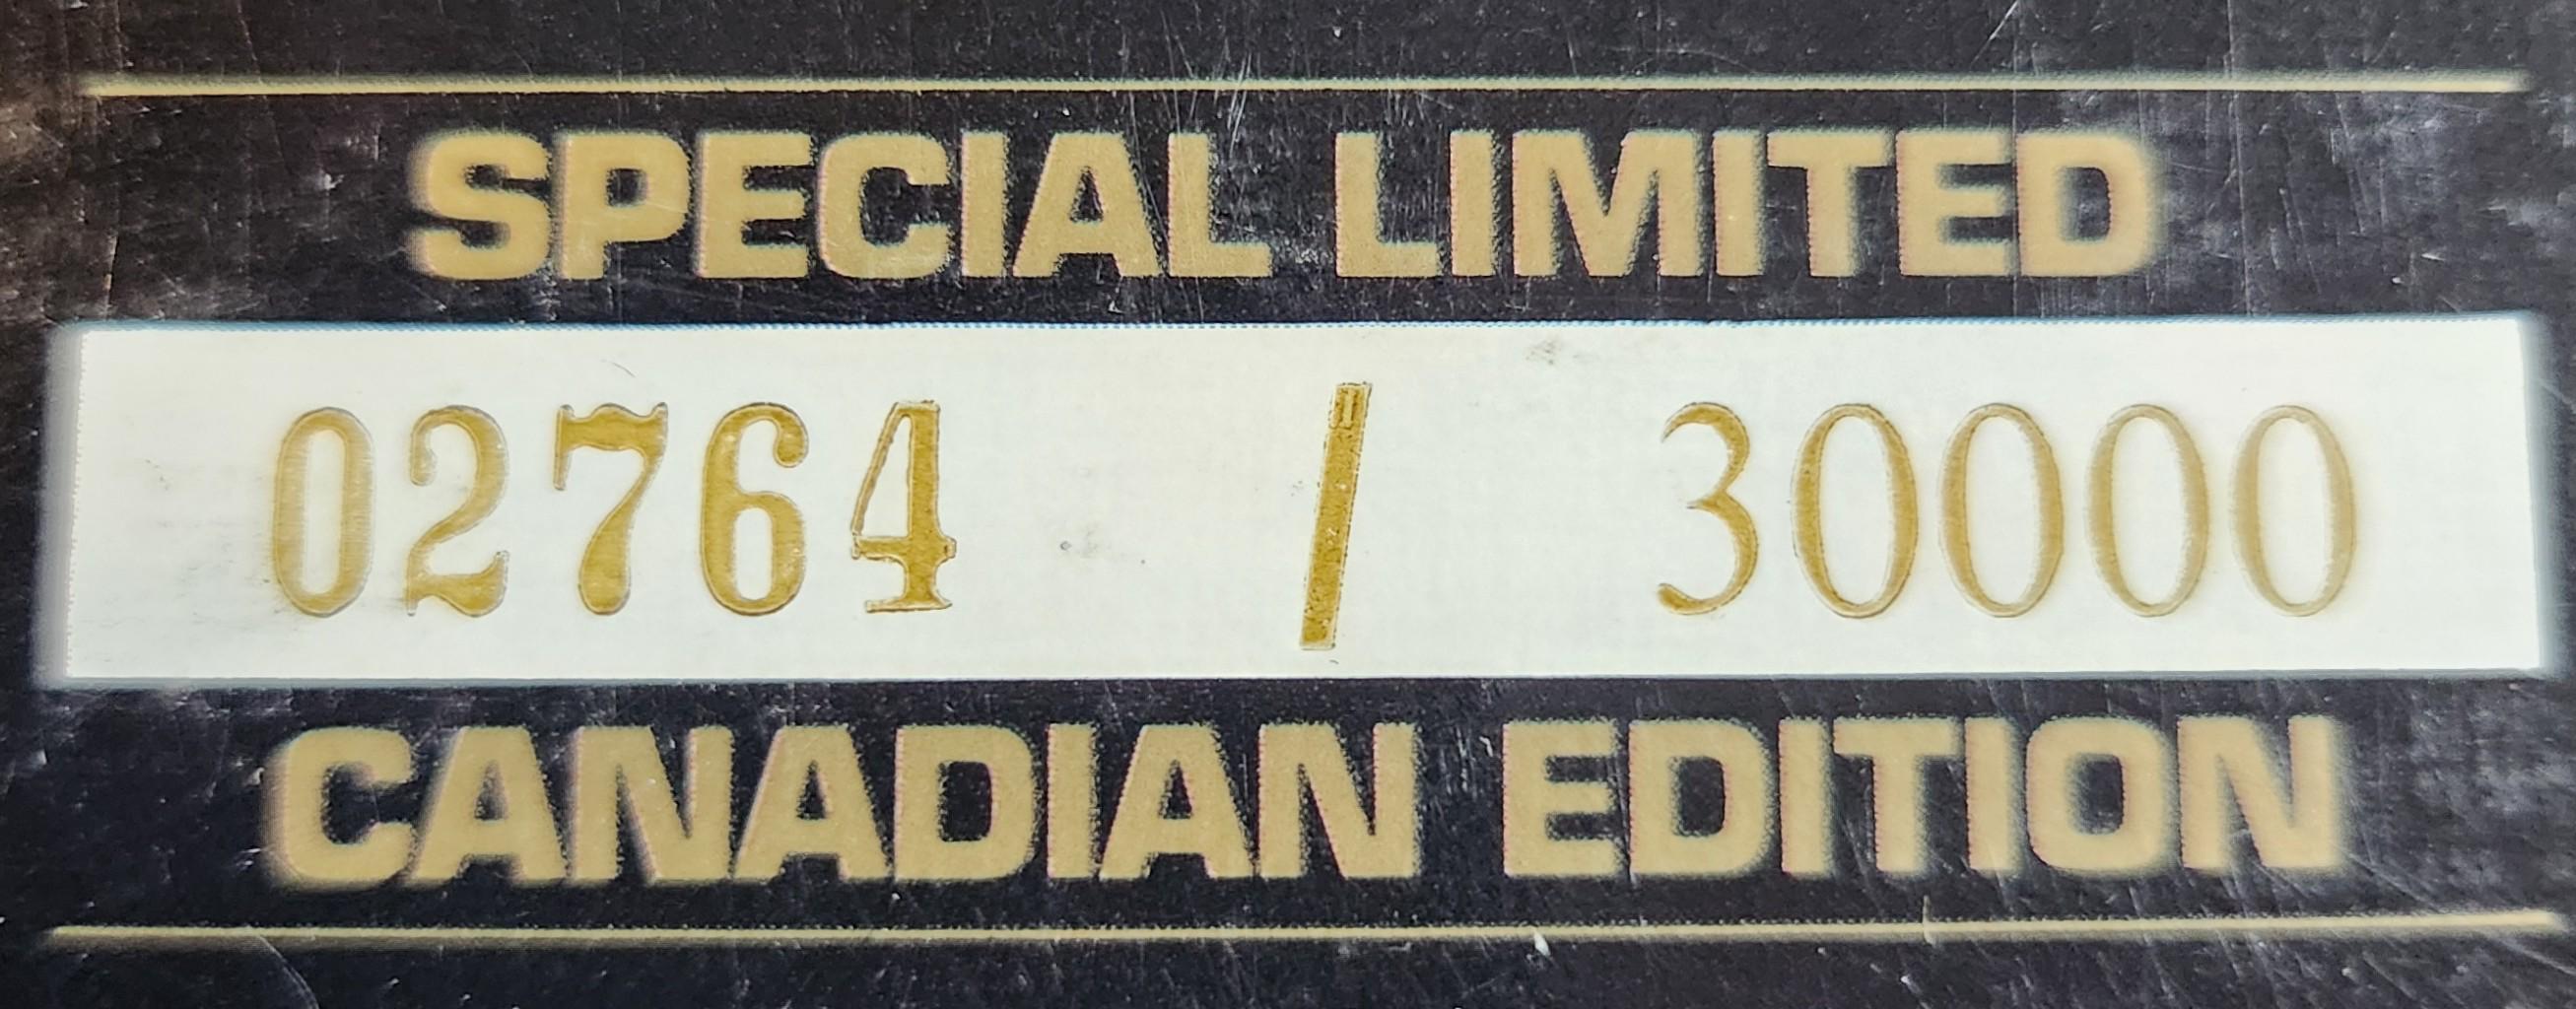 SPECIAL LIMITED
02764 / 30000
CANADIAN EDITION